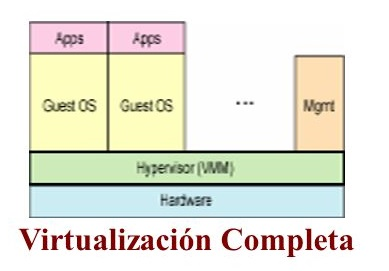 Apps Apps
Guest OS Guest OS ... Mgmt
Hypervisor (VMM)
Hardware
Virtualización Completa